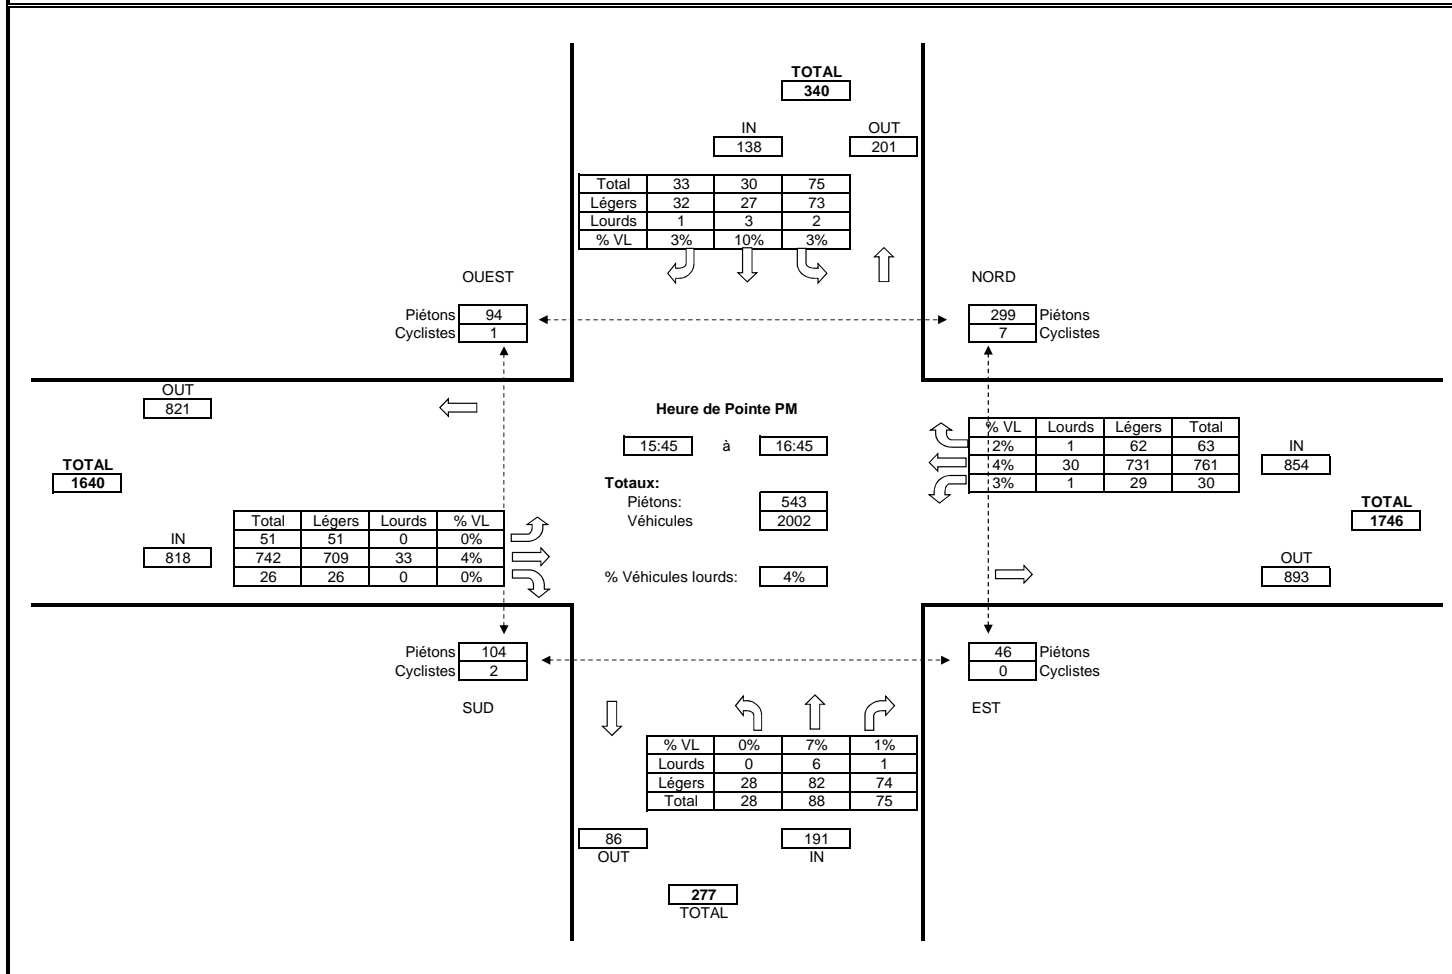 TOTAL
340
IN OUT
138 201
Total 33 30 75
Légers 32 27 73
Lourds 1 3 2
% VL 3% 10% 3%
OUEST NORD
Piétons 94 299 Piétons
Cyclistes 1 7 Cyclistes
OUT
821
Heure de Pointe PM
15:45 à 16:45
% VL Lourds Légers Total
2% 1 62 63
4% 30 731 761
3% 1 29 30
IN
854
TOTAL
1640
Totaux:
Piétons: 543
Véhicules 2002
TOTAL
1746
Total Légers Lourds % VL
51 51 0 0%
742 709 33 4%
26 26 0 0%
IN
818
% Véhicules lourds: 4%
OUT
893
Piétons 104 46 Piétons
Cyclistes 2 0 Cyclistes
SUD EST
% VL 0% 7% 1%
Lourds 0 6 1
Légers 28 82 74
Total 28 88 75
86 191
OUT IN
277
TOTAL